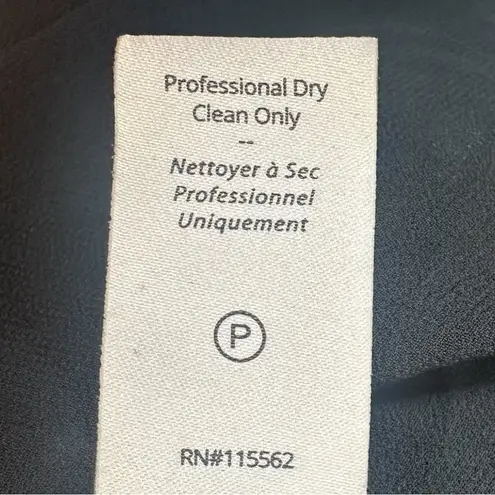 Professional Dry
Clean Only
--
Nettoyer à Sec
Professionnel
Uniquement
P
RN#115562